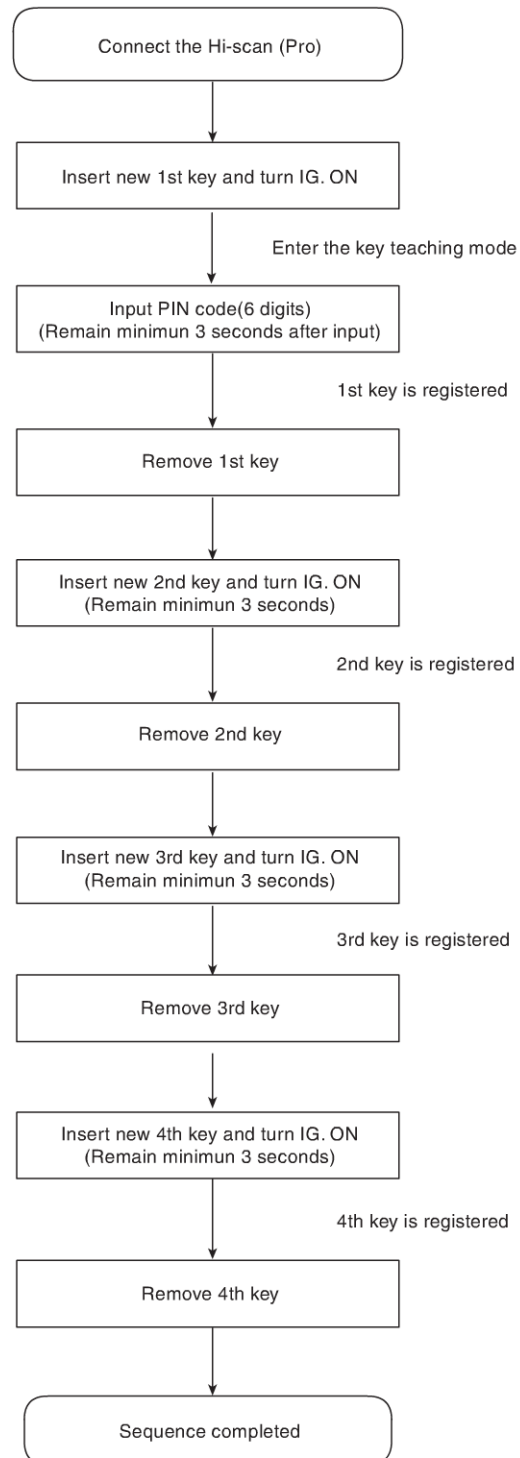 Connect the Hi-scan (Pro)
Insert new 1st key and turn IG. ON
Enter the key teaching mode
Input PIN code(6 digits)
(Remain minimun 3 seconds after input)
1st key is registered
Remove 1st key
Insert new 2nd key and turn IG. ON
(Remain minimun 3 seconds)
2nd key is registered
Remove 2nd key
Insert new 3rd key and turn IG. ON
(Remain minimun 3 seconds)
3rd key is registered
Remove 3rd key
Insert new 4th key and turn IG. ON
(Remain minimun 3 seconds)
4th key is registered
Remove 4th key
Sequence completed